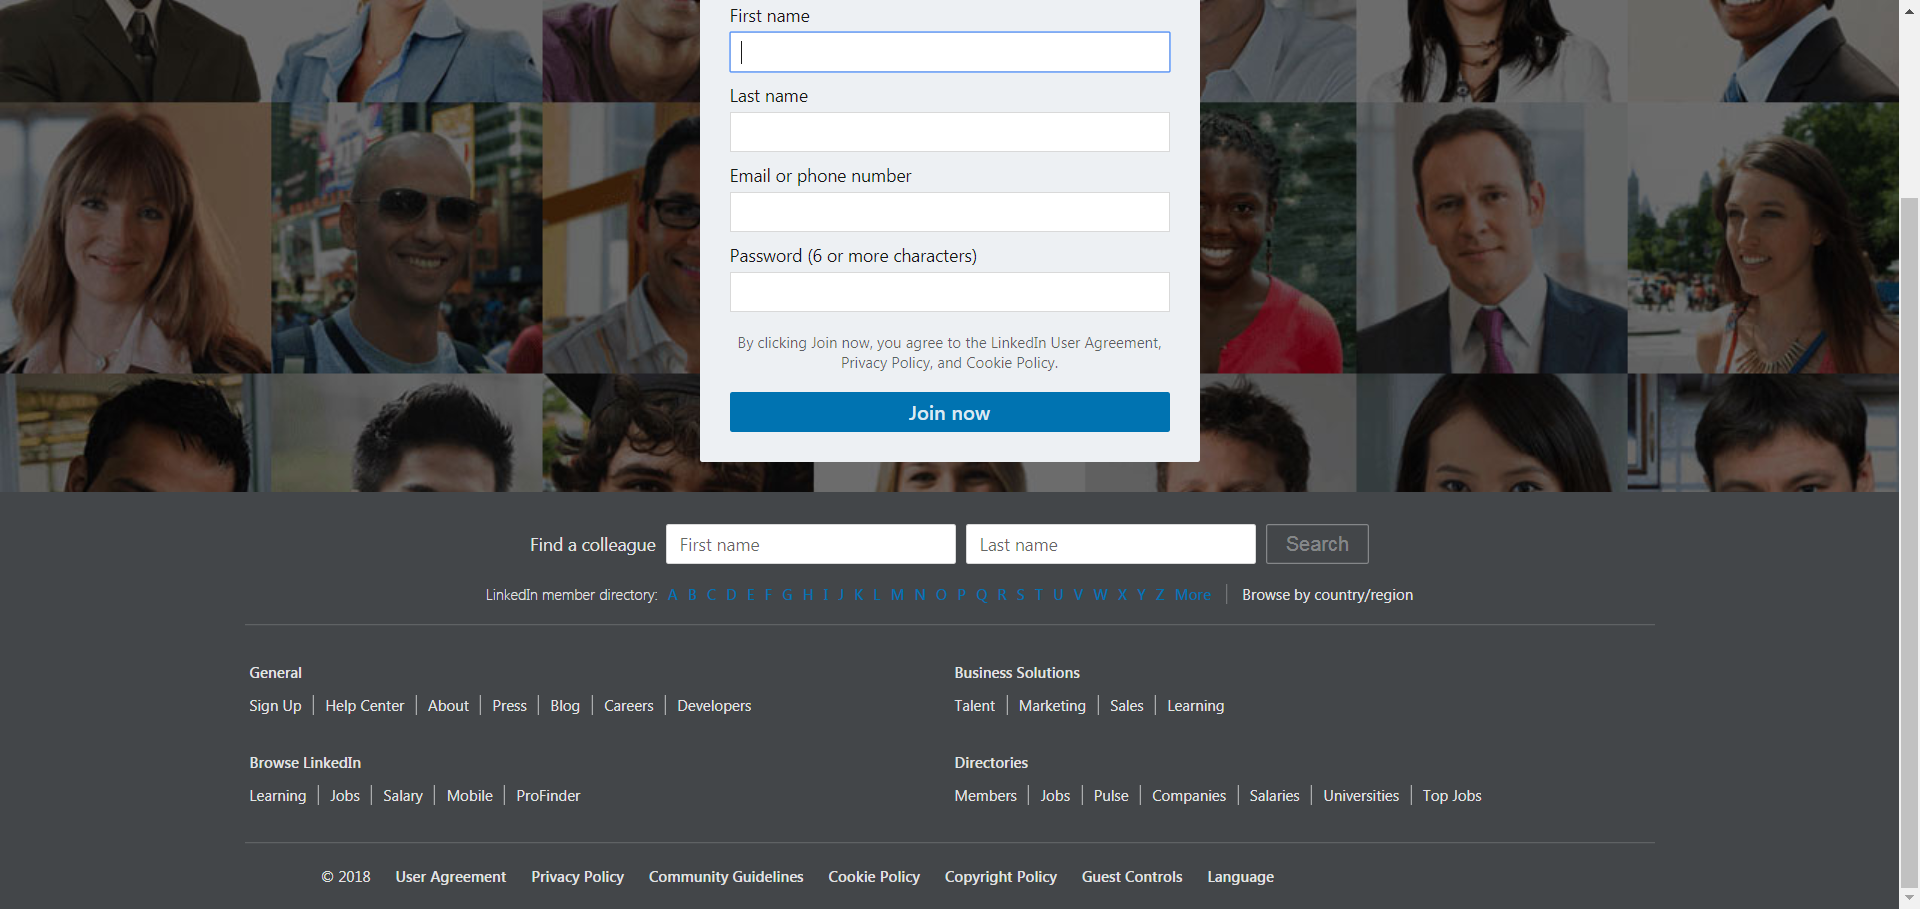 First name
Last name
Email or phone number
Password (6 or more characters)
By clicking Join now, you agree to the LinkedIn User Agreement,
Privacy Policy, and Cookie Policy.
Join now
Find a colleague First name Last name Search
LinkedIn member directory: A B C D E F G H I J K L M N O P Q R S T U V W X Y Z More Browse by country/region
General
Sign Up Help Center About Press Blog Careers Developers
Business Solutions
Talent Marketing Sales Learning
Browse LinkedIn
Learning Jobs Salary Mobile ProFinder
Directories
Members Jobs Pulse Companies Salaries Universities Top Jobs
© 2018 User Agreement Privacy Policy Community Guidelines Cookie Policy Copyright Policy Guest Controls Language